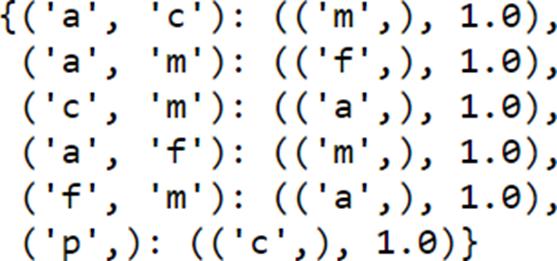 {('a', 'c'): (('m',), 1.0),
('a', 'm'): (('f',), 1.0),
('c', 'm'): (('a',), 1.0),
('a', 'f'): (('m',), 1.0),
('f', 'm'): (('a',), 1.0),
('p',): (('c',), 1.0)}